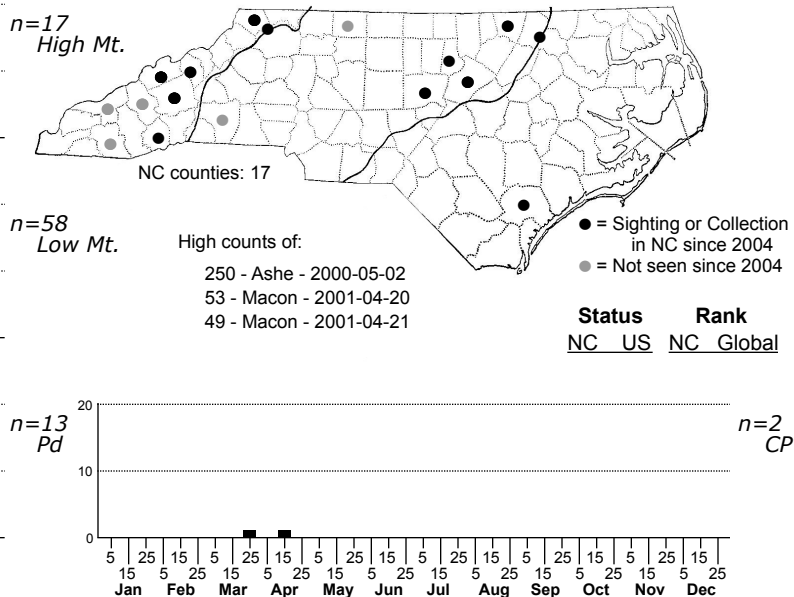 n=17
High Mt.
NC counties: 17
n=58
Low Mt.
High counts of:
250 - Ashe - 2000-05-02
53 - Macon - 2001-04-20
49 - Macon - 2001-04-21
● = Sighting or Collection
in NC since 2004
● = Not seen since 2004
Status Rank
NC US NC Global
n=13
Pd
n=2
CP
20
10
0
5 15 25 5 15 25 5 15 25 5 15 25 5 15 25 5 15 25
15 5 25 15 5 25 15 5 25 15 5 25 15 5 25 15 5 25
Jan Feb Mar Apr May Jun Jul Aug Sep Oct Nov Dec